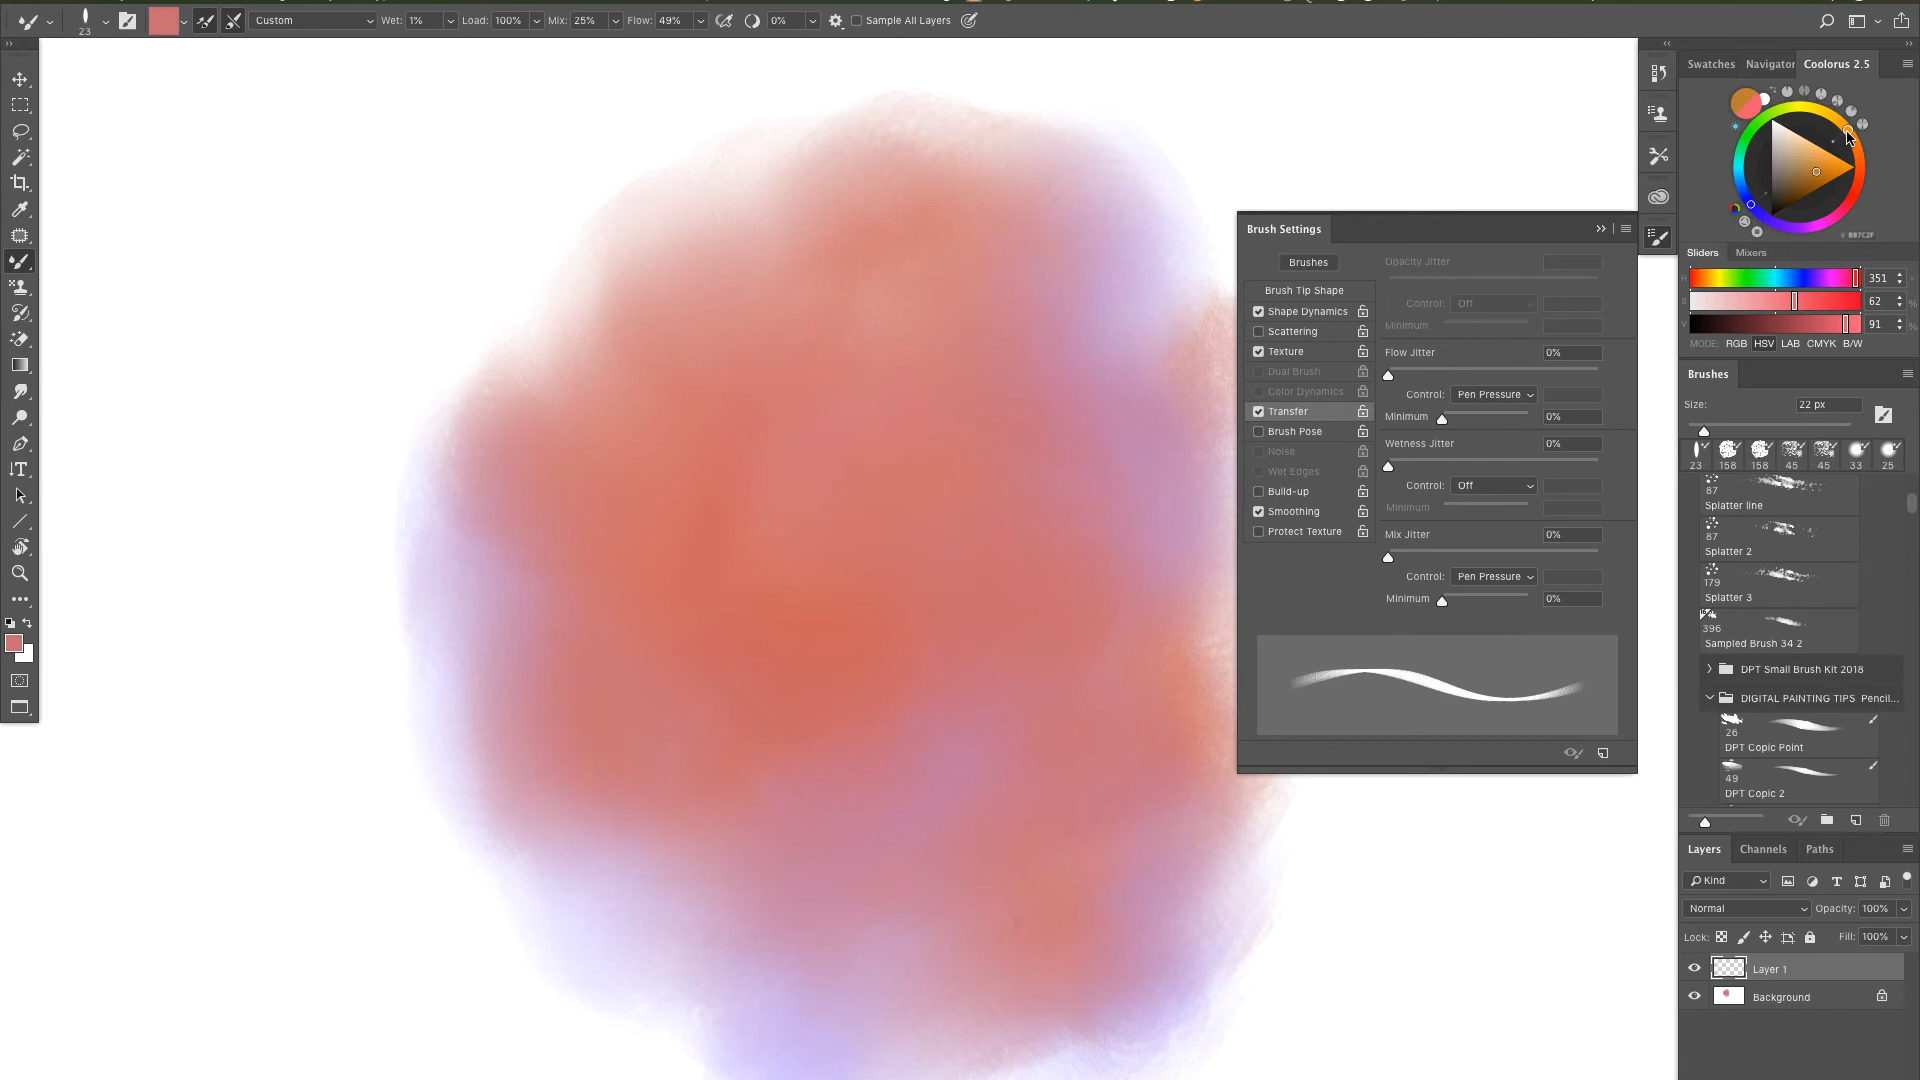 Custom Wet: 1% Load: 100% Mix: 25% Flow: 49% 0% Sample All Layers
23
Swatches Navigator Coolorus 2.5
BB7C2F
Sliders Mixers
H 351 °
S 62 %
V 91 %
MODE: RGB HSV LAB CMYK B/W
Brushes
Size: 22 px
23 158 158 45 45 33 25
87
Splatter line
87
Splatter 2
179
Splatter 3
396
Sampled Brush 34 2
DPT Small Brush Kit 2018
DIGITAL PAINTING TIPS Pencil...
26
DPT Copic Point
49
DPT Copic 2
Layers Channels Paths
Kind
Normal Opacity: 100%
Lock: Fill: 100%
Layer 1
Background
Brush Settings
Brushes
Brush Tip Shape
Shape Dynamics
Scattering
Texture
Dual Brush
Color Dynamics
Transfer
Brush Pose
Noise
Wet Edges
Build-up
Smoothing
Protect Texture
Opacity Jitter
Control: Off
Minimum
Flow Jitter 0%
Control: Pen Pressure
Minimum 0%
Wetness Jitter 0%
Control: Off
Minimum
Mix Jitter 0%
Control: Pen Pressure
Minimum 0%